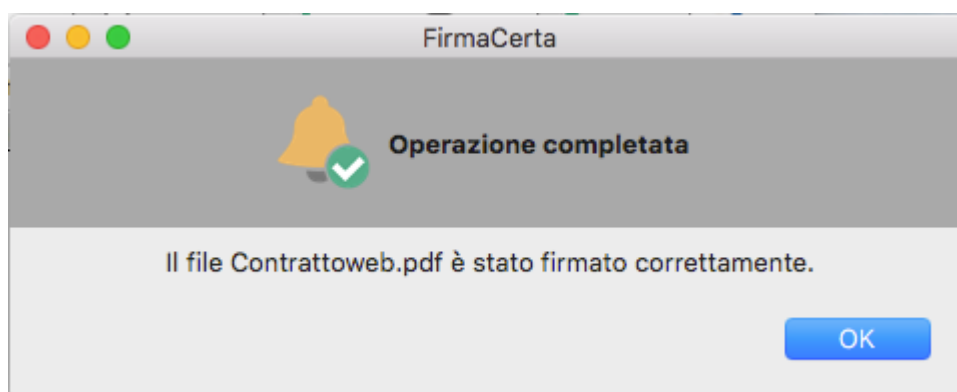 FirmaCerta
Operazione completata
Il file Contrattoweb.pdf è stato firmato correttamente.
OK